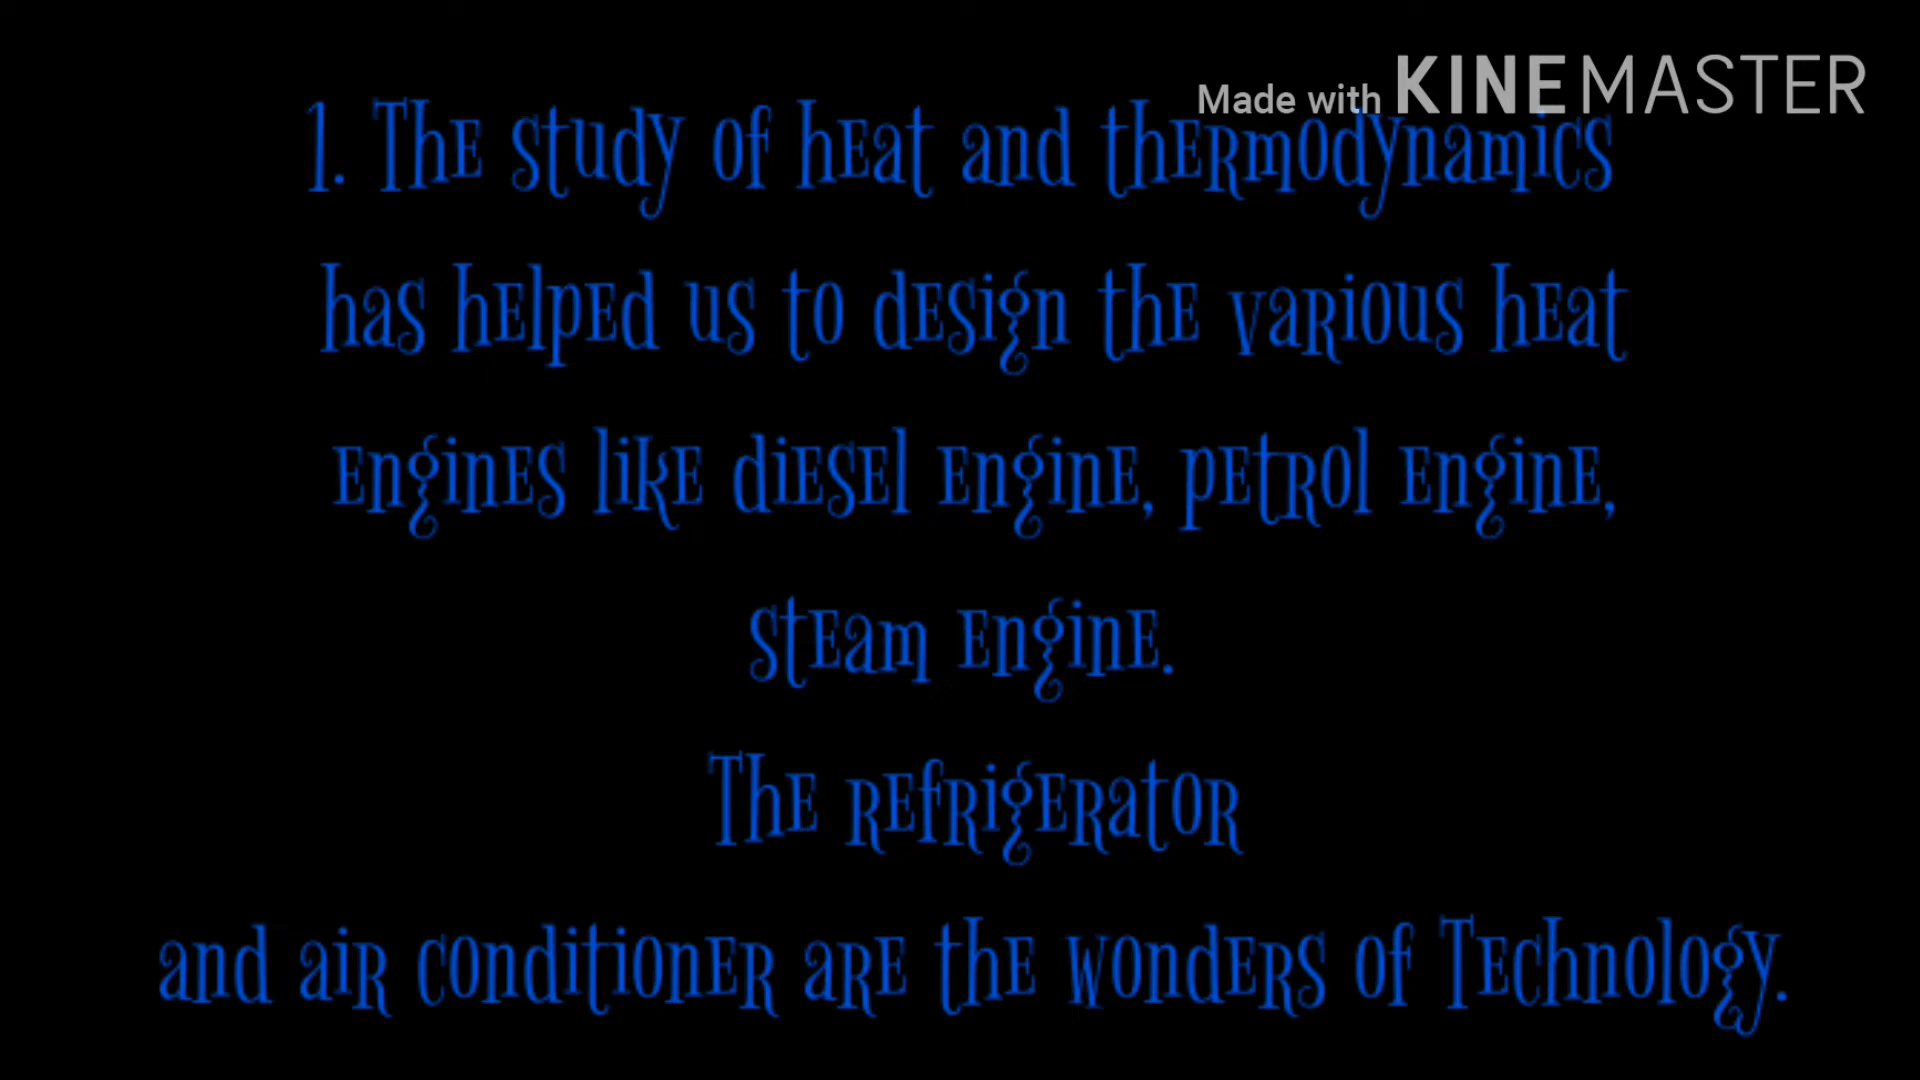 Made with KINEMASTER
1. The study of heat and thermodynamics
has helped us to design the various heat
engines like diesel engine, petrol engine,
steam engine.
The refrigerator
and air conditioner are the wonders of Technology.